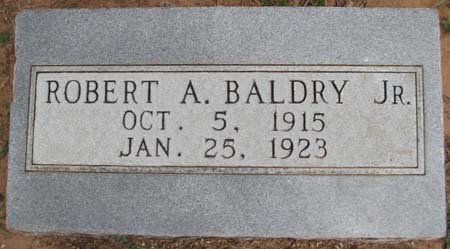 ROBERT A. BALDRY JR.
OCT. 5, 1915
JAN. 25, 1923